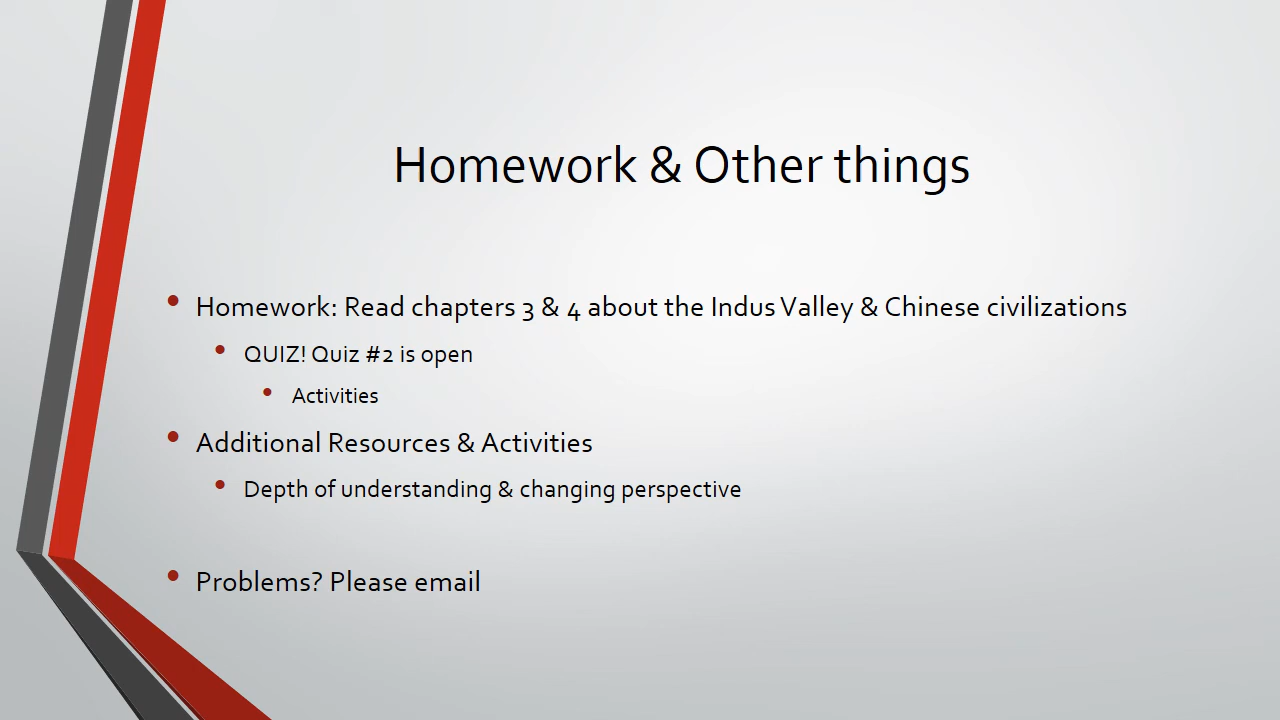 Homework & Other things
Homework: Read chapters 3 & 4 about the Indus Valley & Chinese civilizations
QUIZ! Quiz #2 is open
Activities
Additional Resources & Activities
Depth of understanding & changing perspective
Problems? Please email